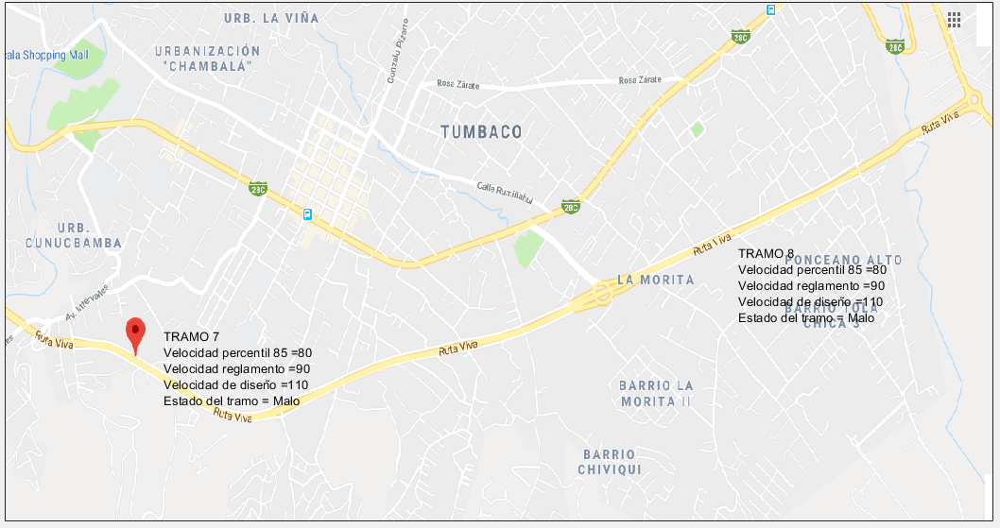 URB. LA VIÑA
28C
28C
cala Shopping Mall
URBANIZACIÓN
"CHAMBALÁ"
Gonzalo Pizarro
Rosa Zárate
Rosa Zárate
Ruta Viva
TUMBACO
28C
Calle Rumiñahui
28C
URB.
CUNUCBAMBA
Ruta Viva
TRAMO 8
PONCEANO ALTO
Velocidad percentil 85 =80
LA MORITA
Velocidad reglamento =90
Velocidad de diseño =110
BARRIO TOLA
CHICA 3
Estado del tramo = Malo
Av. Intervalles
Ruta Viva
TRAMO 7
Velocidad percentil 85 =80
Velocidad reglamento =90
Velocidad de diseño =110
Estado del tramo = Malo
Ruta Viva
Ruta Viva
BARRIO LA
MORITA II
BARRIO
CHIVIQUI